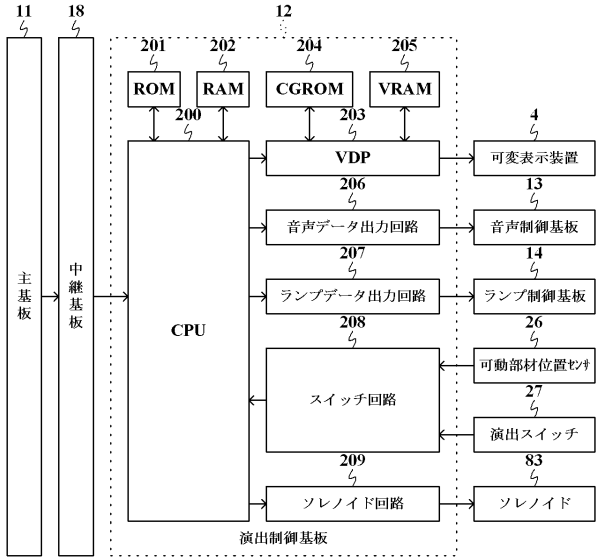 11
18
12
201
202
204
205
ROM
RAM
CGROM
VRAM
200
203
4
VDP
可変表示装置
206
13
音声データ出力回路
音声制御基板
207
14
主基板
中継基板
ランプデータ出力回路
ランプ制御基板
CPU
208
26
可動部材位置ｾﾝｻ
スイッチ回路
27
演出スイッチ
209
83
ソレノイド回路
ソレノイド
演出制御基板